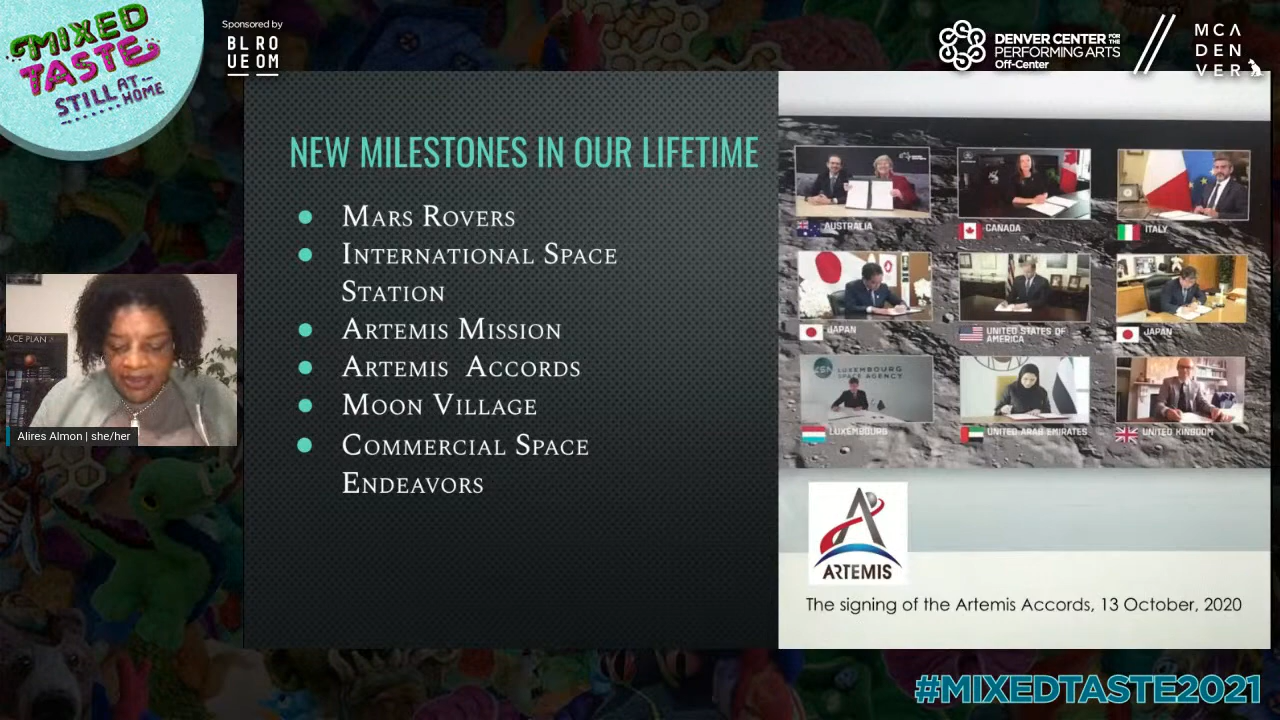 MIXED
TASTE
STILL AT
HOME
Sponsored by
BL RO
UE OM
DENVER CENTER FOR THE
PERFORMING ARTS
Off-Center
MCA
DEN
VER
NEW MILESTONES IN OUR LIFETIME
MARS ROVERS
INTERNATIONAL SPACE
STATION
ARTEMIS MISSION
ARTEMIS ACCORDS
MOON VILLAGE
COMMERCIAL SPACE
ENDEAVORS
AUSTRALIA
CANADA
ITALY
JAPAN
UNITED STATES OF
AMERICA
JAPAN
LUXEMBOURG
SPACE AGENCY
LUXEMBOURG
UNITED ARAB EMIRATES
UNITED KINGDOM
ARTEMIS
The signing of the Artemis Accords, 13 October, 2020
ACE PLAN
Alires Almon | she/her
#MIXEDTASTE2021